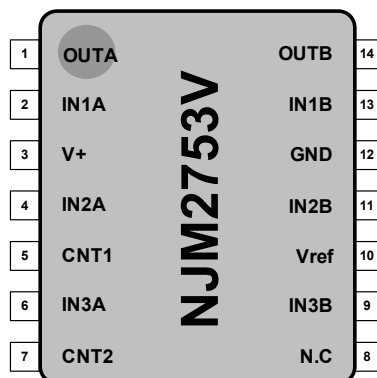 1 OUTA OUTB 14
2 IN1A IN1B 13
3 V+ GND 12
4 IN2A IN2B 11
5 CNT1 Vref 10
6 IN3A IN3B 9
7 CNT2 N.C 8
NJM2753V